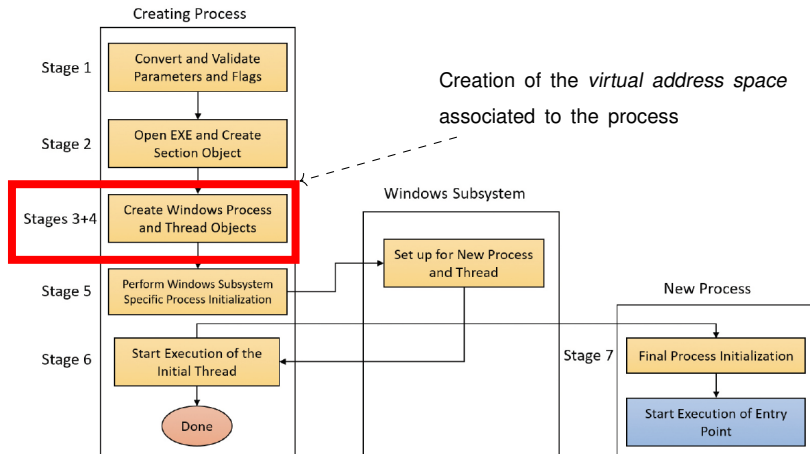 Creating Process
Stage 1
Convert and Validate
Parameters and Flags
Creation of the virtual address space
associated to the process
Stage 2
Open EXE and Create
Section Object
Stages 3+4
Create Windows Process
and Thread Objects
Windows Subsystem
Set up for New Process
and Thread
Stage 5
Perform Windows Subsystem
Specific Process Initialization
New Process
Stage 6
Start Execution of the
Initial Thread
Stage 7
Final Process Initialization
Done
Start Execution of Entry
Point